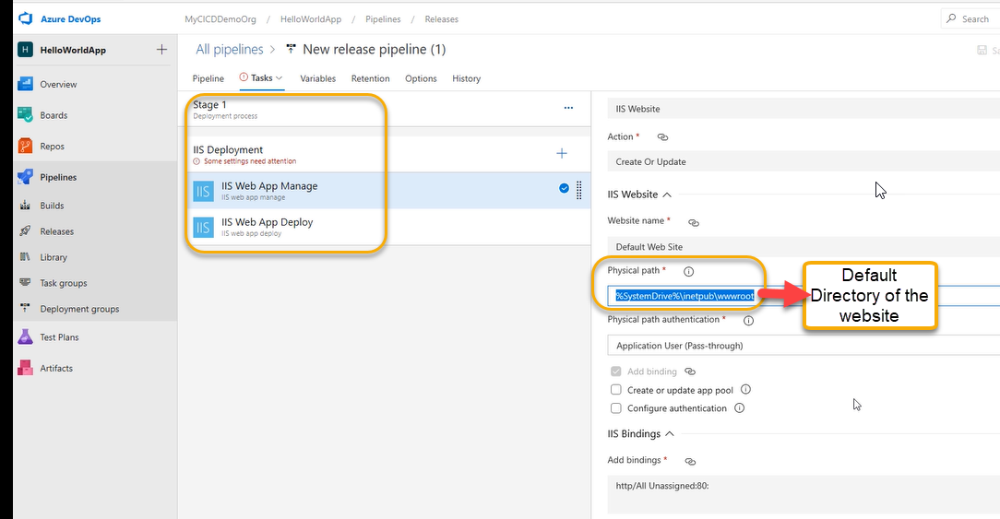 Azure DevOps
MyCICDDemoOrg / HelloWorldApp / Pipelines / Releases
Search
H HelloWorldApp
All pipelines > New release pipeline (1)
Pipeline Tasks Variables Retention Options History
Overview
Boards
Repos
Pipelines
Builds
Releases
Library
Task groups
Deployment groups
Test Plans
Artifacts
Stage 1
Deployment process
IIS Deployment
Some settings need attention
IIS IIS Web App Manage
IIS web app manage
IIS IIS Web App Deploy
IIS web app deploy
IIS Website
Action *
Create Or Update
IIS Website
Website name *
Default Web Site
Physical path *
%SystemDrive%\inetpub\wwwroot
Default
Directory of the
website
Physical path authentication *
Application User (Pass-through)
Add binding
Create or update app pool
Configure authentication
IIS Bindings
Add bindings *
http/All Unassigned:80: